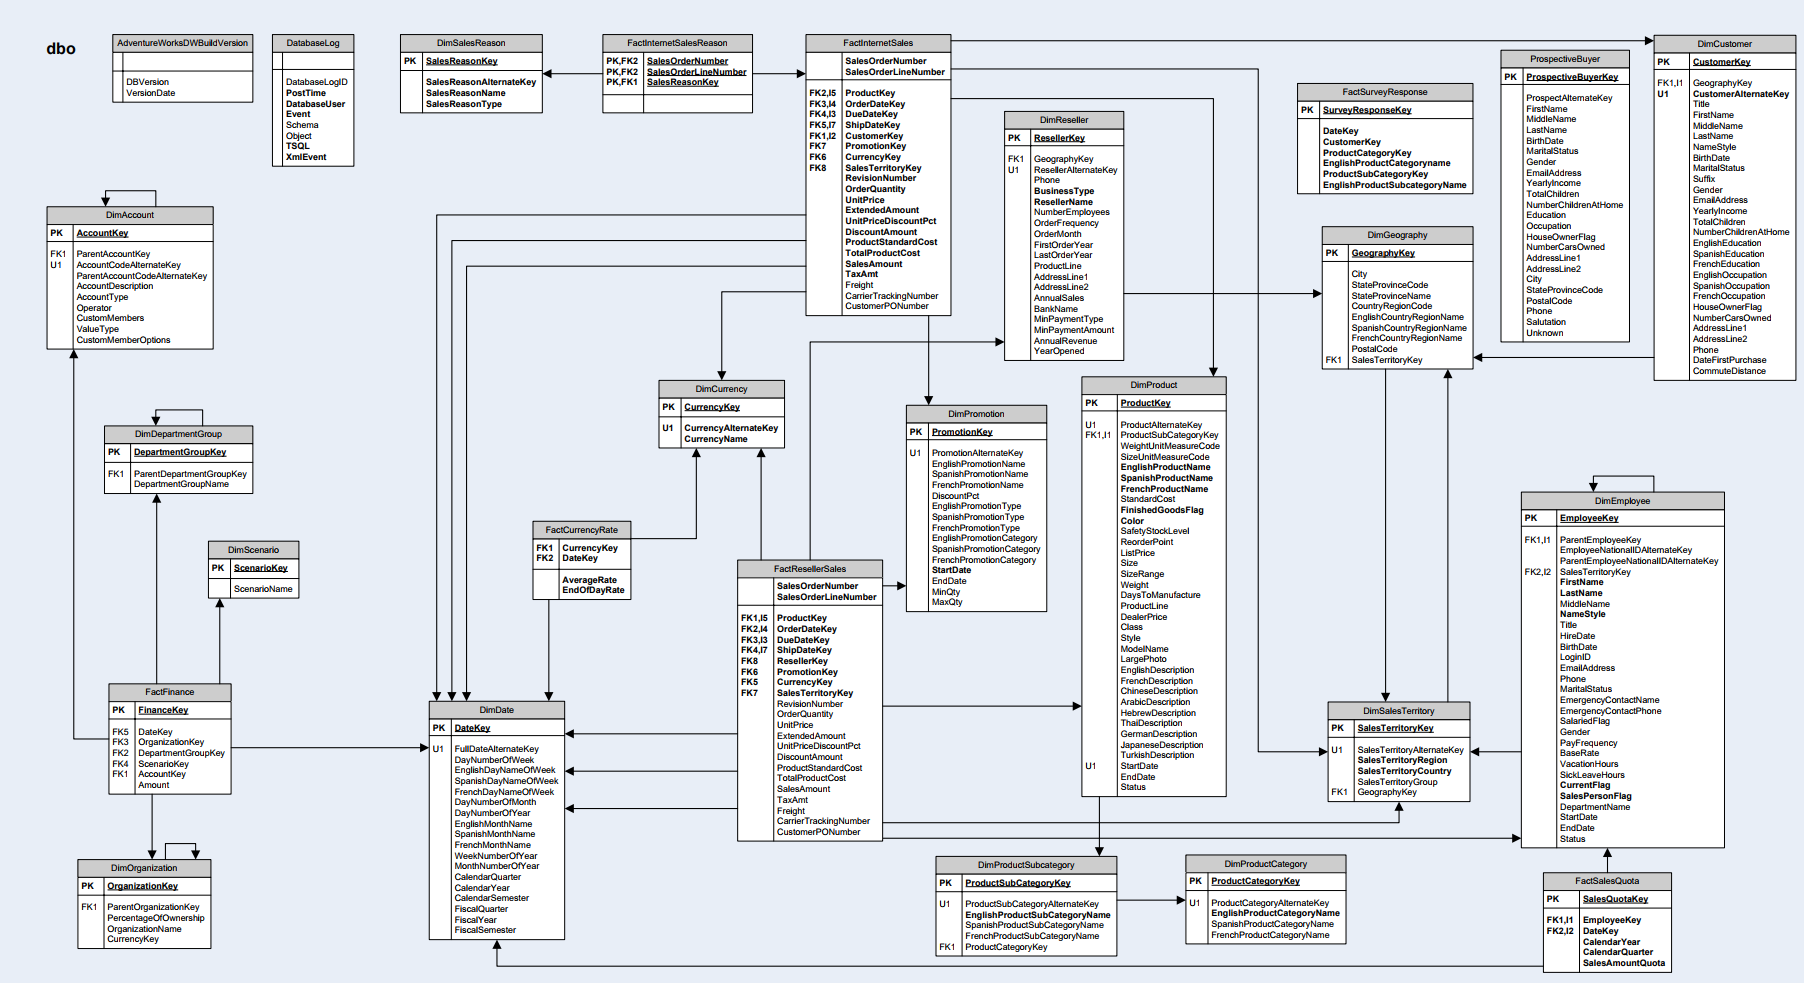 dbo
AdventureWorksDWBuildVersion
DBVersion
VersionDate
DatabaseLog
DatabaseLogID
PostTime
DatabaseUser
Event
Schema
Object
TSQL
XmlEvent
DimSalesReason
PK SalesReasonKey
SalesReasonAlternateKey
SalesReasonName
SalesReasonType
FactInternetSalesReason
PK,FK2 SalesOrderNumber
PK,FK2 SalesOrderLineNumber
PK,FK1 SalesReasonKey
FactInternetSales
SalesOrderNumber
SalesOrderLineNumber
FK2,I5 ProductKey
FK3,I4 OrderDateKey
FK4,I3 DueDateKey
FK5,I7 ShipDateKey
FK1,I2 CustomerKey
FK7 PromotionKey
FK6 CurrencyKey
FK8 SalesTerritoryKey
RevisionNumber
OrderQuantity
UnitPrice
ExtendedAmount
UnitPriceDiscountPct
DiscountAmount
ProductStandardCost
TotalProductCost
SalesAmount
TaxAmt
Freight
CarrierTrackingNumber
CustomerPONumber
DimReseller
PK ResellerKey
FK1 GeographyKey
U1 ResellerAlternateKey
Phone
BusinessType
ResellerName
NumberEmployees
OrderFrequency
OrderMonth
FirstOrderYear
LastOrderYear
ProductLine
AddressLine1
AddressLine2
AnnualSales
BankName
MinPaymentType
MinPaymentAmount
AnnualRevenue
YearOpened
FactSurveyResponse
SurveyResponseKey
DateKey
CustomerKey
ProductCategoryKey
EnglishProductCategoryname
ProductSubCategoryKey
EnglishProductSubcategoryName
ProspectiveBuyer
PK ProspectiveBuyerKey
ProspectAlternateKey
FirstName
MiddleName
LastName
BirthDate
MaritalStatus
Gender
EmailAddress
YearlyIncome
TotalChildren
NumberChildrenAtHome
Education
Occupation
HouseOwnerFlag
NumberCarsOwned
AddressLine1
AddressLine2
City
StateProvinceCode
PostalCode
Phone
Salutation
Unknown
DimCustomer
PK CustomerKey
FK1,I1 GeographyKey
U1 CustomerAlternateKey
Title
FirstName
MiddleName
LastName
NameStyle
BirthDate
MaritalStatus
Suffix
Gender
EmailAddress
YearlyIncome
TotalChildren
NumberChildrenAtHome
EnglishEducation
SpanishEducation
FrenchEducation
EnglishOccupation
SpanishOccupation
FrenchOccupation
HouseOwnerFlag
NumberCarsOwned
AddressLine1
AddressLine2
Phone
DateFirstPurchase
CommuteDistance
DimAccount
PK AccountKey
FK1 ParentAccountKey
U1 AccountCodeAlternateKey
ParentAccountCodeAlternateKey
AccountDescription
AccountType
Operator
CustomMembers
ValueType
CustomMemberOptions
DimGeography
PK GeographyKey
City
StateProvinceCode
StateProvinceName
CountryRegionCode
EnglishCountryRegionName
SpanishCountryRegionName
FrenchCountryRegionName
PostalCode
FK1 SalesTerritoryKey
DimCurrency
PK CurrencyKey
U1 CurrencyAlternateKey
CurrencyName
DimPromotion
PK PromotionKey
U1 PromotionAlternateKey
EnglishPromotionName
SpanishPromotionName
FrenchPromotionName
DiscountPct
EnglishPromotionType
SpanishPromotionType
FrenchPromotionType
EnglishPromotionCategory
SpanishPromotionCategory
FrenchPromotionCategory
StartDate
EndDate
MinQty
MaxQty
DimProduct
PK ProductKey
U1 ProductAlternateKey
FK1,I1 ProductSubCategoryKey
WeightUnitMeasureCode
SizeUnitMeasureCode
EnglishProductName
SpanishProductName
FrenchProductName
StandardCost
FinishedGoodsFlag
Color
SafetyStockLevel
ReorderPoint
ListPrice
Size
SizeRange
Weight
DaysToManufacture
ProductLine
DealerPrice
Class
Style
ModelName
LargePhoto
EnglishDescription
FrenchDescription
ChineseDescription
ArabicDescription
HebrewDescription
ThaiDescription
GermanDescription
JapaneseDescription
TurkishDescription
U1 StartDate
EndDate
Status
DimDepartmentGroup
PK DepartmentGroupKey
FK1 ParentDepartmentGroupKey
DepartmentGroupName
DimScenario
PK ScenarioKey
ScenarioName
FactCurrencyRate
FK1 CurrencyKey
FK2 DateKey
AverageRate
EndOfDayRate
FactResellerSales
SalesOrderNumber
SalesOrderLineNumber
FK1,I5 ProductKey
FK2,I4 OrderDateKey
FK3,I3 DueDateKey
FK4,I7 ShipDateKey
FK8 ResellerKey
FK6 PromotionKey
FK5 CurrencyKey
FK7 SalesTerritoryKey
RevisionNumber
OrderQuantity
UnitPrice
ExtendedAmount
UnitPriceDiscountPct
DiscountAmount
ProductStandardCost
TotalProductCost
SalesAmount
TaxAmt
Freight
CarrierTrackingNumber
CustomerPONumber
DimEmployee
PK EmployeeKey
FK1,I1 ParentEmployeeKey
EmployeeNationalIDAlternateKey
ParentEmployeeNationalIDAlternateKey
FK2,I2 SalesTerritoryKey
FirstName
LastName
MiddleName
NameStyle
Title
HireDate
BirthDate
LoginID
EmailAddress
Phone
MaritalStatus
EmergencyContactName
EmergencyContactPhone
SalariedFlag
Gender
PayFrequency
BaseRate
VacationHours
SickLeaveHours
CurrentFlag
SalesPersonFlag
DepartmentName
StartDate
EndDate
Status
FactFinance
PK FinanceKey
FK5 DateKey
FK3 OrganizationKey
FK2 DepartmentGroupKey
FK4 ScenarioKey
FK1 AccountKey
Amount
DimDate
PK DateKey
U1 FullDateAlternateKey
DayNumberOfWeek
EnglishDayNameOfWeek
SpanishDayNameOfWeek
FrenchDayNameOfWeek
DayNumberOfMonth
DayNumberOfYear
EnglishMonthName
SpanishMonthName
FrenchMonthName
WeekNumberOfYear
MonthNumberOfYear
CalendarQuarter
CalendarYear
CalendarSemester
FiscalQuarter
FiscalYear
FiscalSemester
DimSalesTerritory
PK SalesTerritoryKey
U1 SalesTerritoryAlternateKey
SalesTerritoryRegion
SalesTerritoryCountry
SalesTerritoryGroup
FK1 GeographyKey
DimOrganization
PK OrganizationKey
FK1 ParentOrganizationKey
PercentageOfOwnership
OrganizationName
CurrencyKey
DimProductSubcategory
PK ProductSubCategoryKey
U1 ProductSubCategoryAlternateKey
EnglishProductSubCategoryName
SpanishProductSubCategoryName
FrenchProductSubCategoryName
FK1 ProductCategoryKey
DimProductCategory
PK ProductCategoryKey
U1 ProductCategoryAlternateKey
EnglishProductCategoryName
SpanishProductCategoryName
FrenchProductCategoryName
FactSalesQuota
PK SalesQuotaKey
FK1,I1 EmployeeKey
FK2,I2 DateKey
CalendarYear
CalendarQuarter
SalesAmountQuota